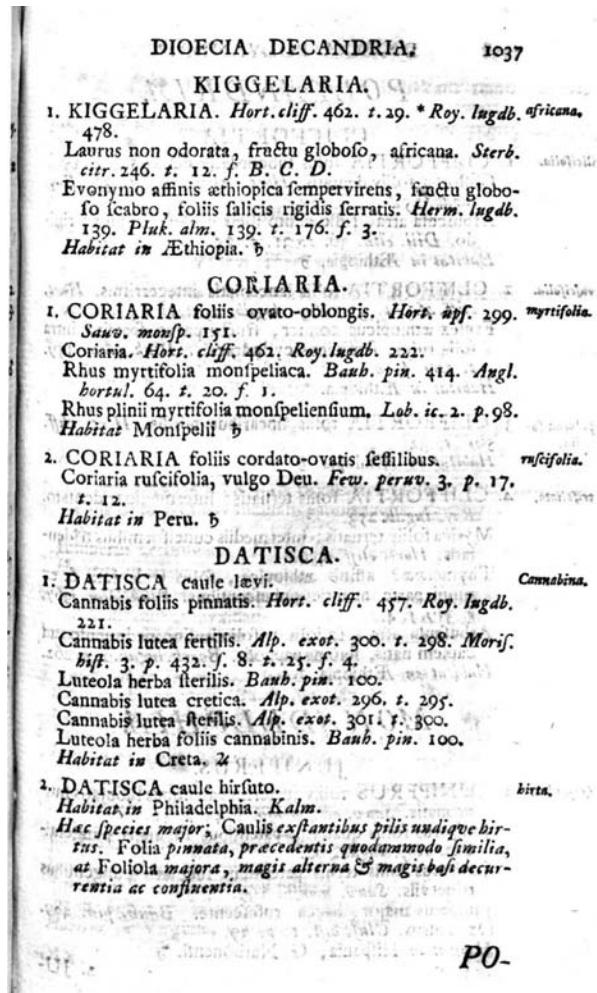 DIOECIA DECANDRIA. 1037
KIGGELARIA.
1. KIGGELARIA. Hort. cliff. 462. t. 29. * Roy. lugdb. africana.
478.
Laurus non odorata, fructu globoſo, africana. Sterb.
citr. 246. t. 12. f. B. C. D.
Evonymo affinis æthiopica ſempervirens, fructu globo-
ſo ſcabro, foliis ſalicis rigidis ſerratis. Herm. lugdb.
139. Pluk. alm. 139. t. 176. f. 3.
Habitat in Æthiopia. ♄
CORIARIA.
1. CORIARIA foliis ovato-oblongis. Hort. upſ. 299. myrtifolia.
Sauv. monſp. 151.
Coriaria. Hort. cliff. 462. Roy. lugdb. 222.
Rhus myrtifolia monſpeliaca. Bauh. pin. 414. Angl.
hortul. 64. t. 20. f. 1.
Rhus plinii myrtifolia monſpelienſium. Lob. ic. 2. p. 98.
Habitat Monſpelii ♄
2. CORIARIA foliis cordato-ovatis ſeſſilibus. ruſcifolia.
Coriaria ruſcifolia, vulgo Deu. Few. peruv. 3. p. 17.
t. 12.
Habitat in Peru. ♄
DATISCA.
1. DATISCA caule lævi. Cannabina.
Cannabis foliis pinnatis. Hort. cliff. 457. Roy. lugdb.
221.
Cannabis lutea fertilis. Alp. exot. 300. t. 298. Moriſ.
hiſt. 3. p. 432. ſ. 8. t. 25. f. 4.
Luteola herba ſterilis. Bauh. pin. 100.
Cannabis lutea cretica. Alp. exot. 296. t. 295.
Cannabis lutea ſterilis. Alp. exot. 301. t. 300.
Luteola herba foliis cannabinis. Bauh. pin. 100.
Habitat in Creta. ♃
2. DATISCA caule hirſuto. hirta.
Habitat in Philadelphia. Kalm.
Hæc ſpecies major; Caulis exſtantibus pilis undiqve hir-
tus. Folia pinnata, præcedentis quodammodo ſimilia,
at Foliola majora, magis alterna & magis baſi decur-
rentia ac confluentia.
PO-